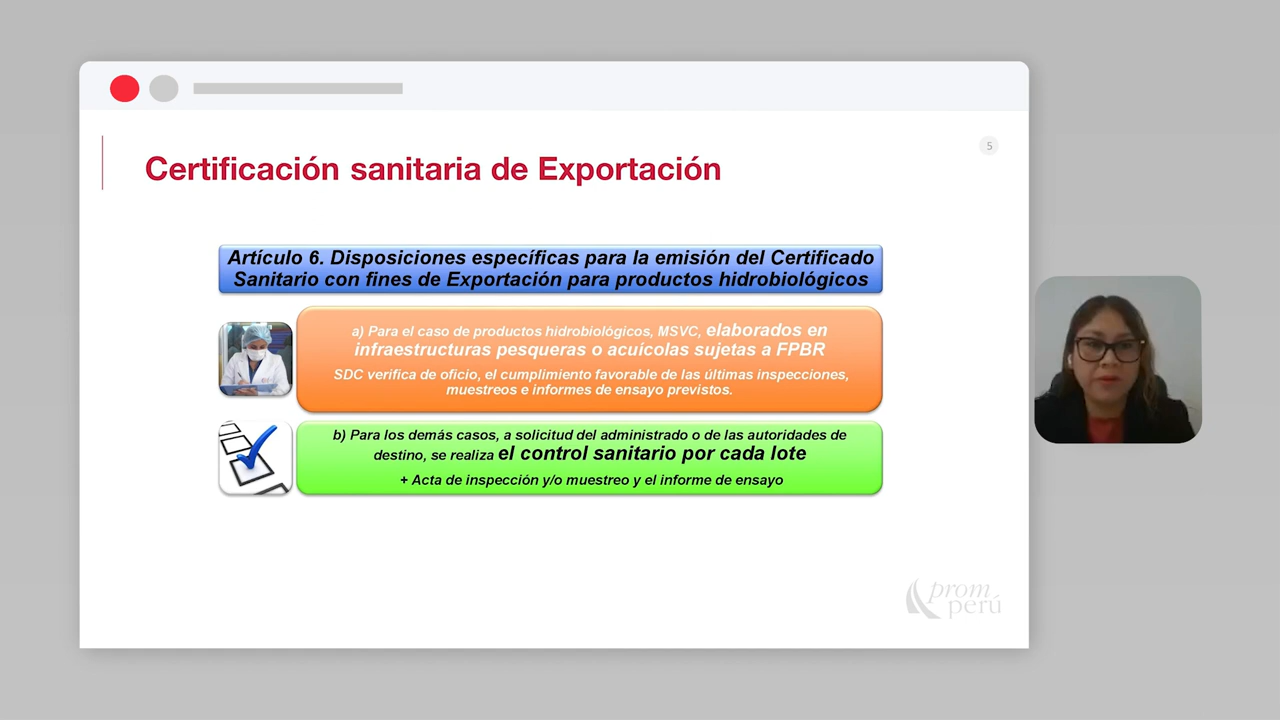 5
Certificación sanitaria de Exportación
Artículo 6. Disposiciones específicas para la emisión del Certificado
Sanitario con fines de Exportación para productos hidrobiológicos
a) Para el caso de productos hidrobiológicos, MSVC, elaborados en
infraestructuras pesqueras o acuícolas sujetas a FPBR
SDC verifica de oficio, el cumplimiento favorable de las últimas inspecciones,
muestreos e informes de ensayo previstos.
b) Para los demás casos, a solicitud del administrado o de las autoridades de
destino, se realiza el control sanitario por cada lote
+ Acta de inspección y/o muestreo y el informe de ensayo
prom
perú